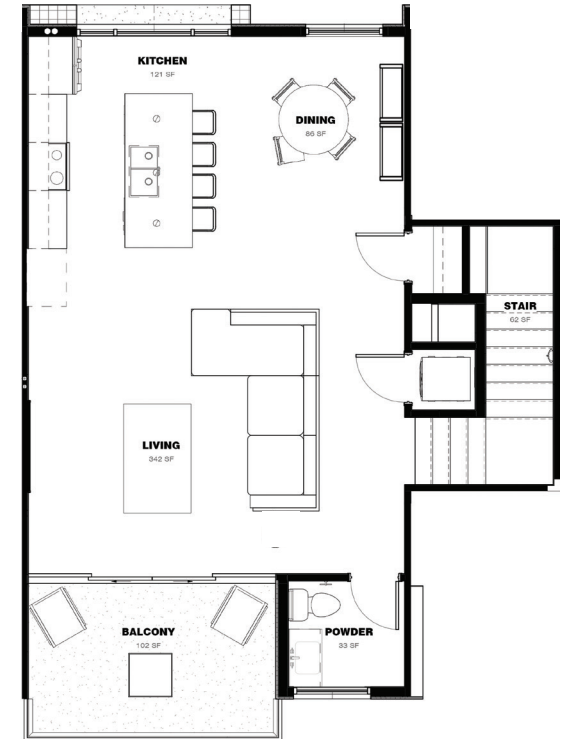 KITCHEN
121 SF
DINING
86 SF
STAIR
62 SF
LIVING
342 SF
BALCONY
102 SF
POWDER
33 SF